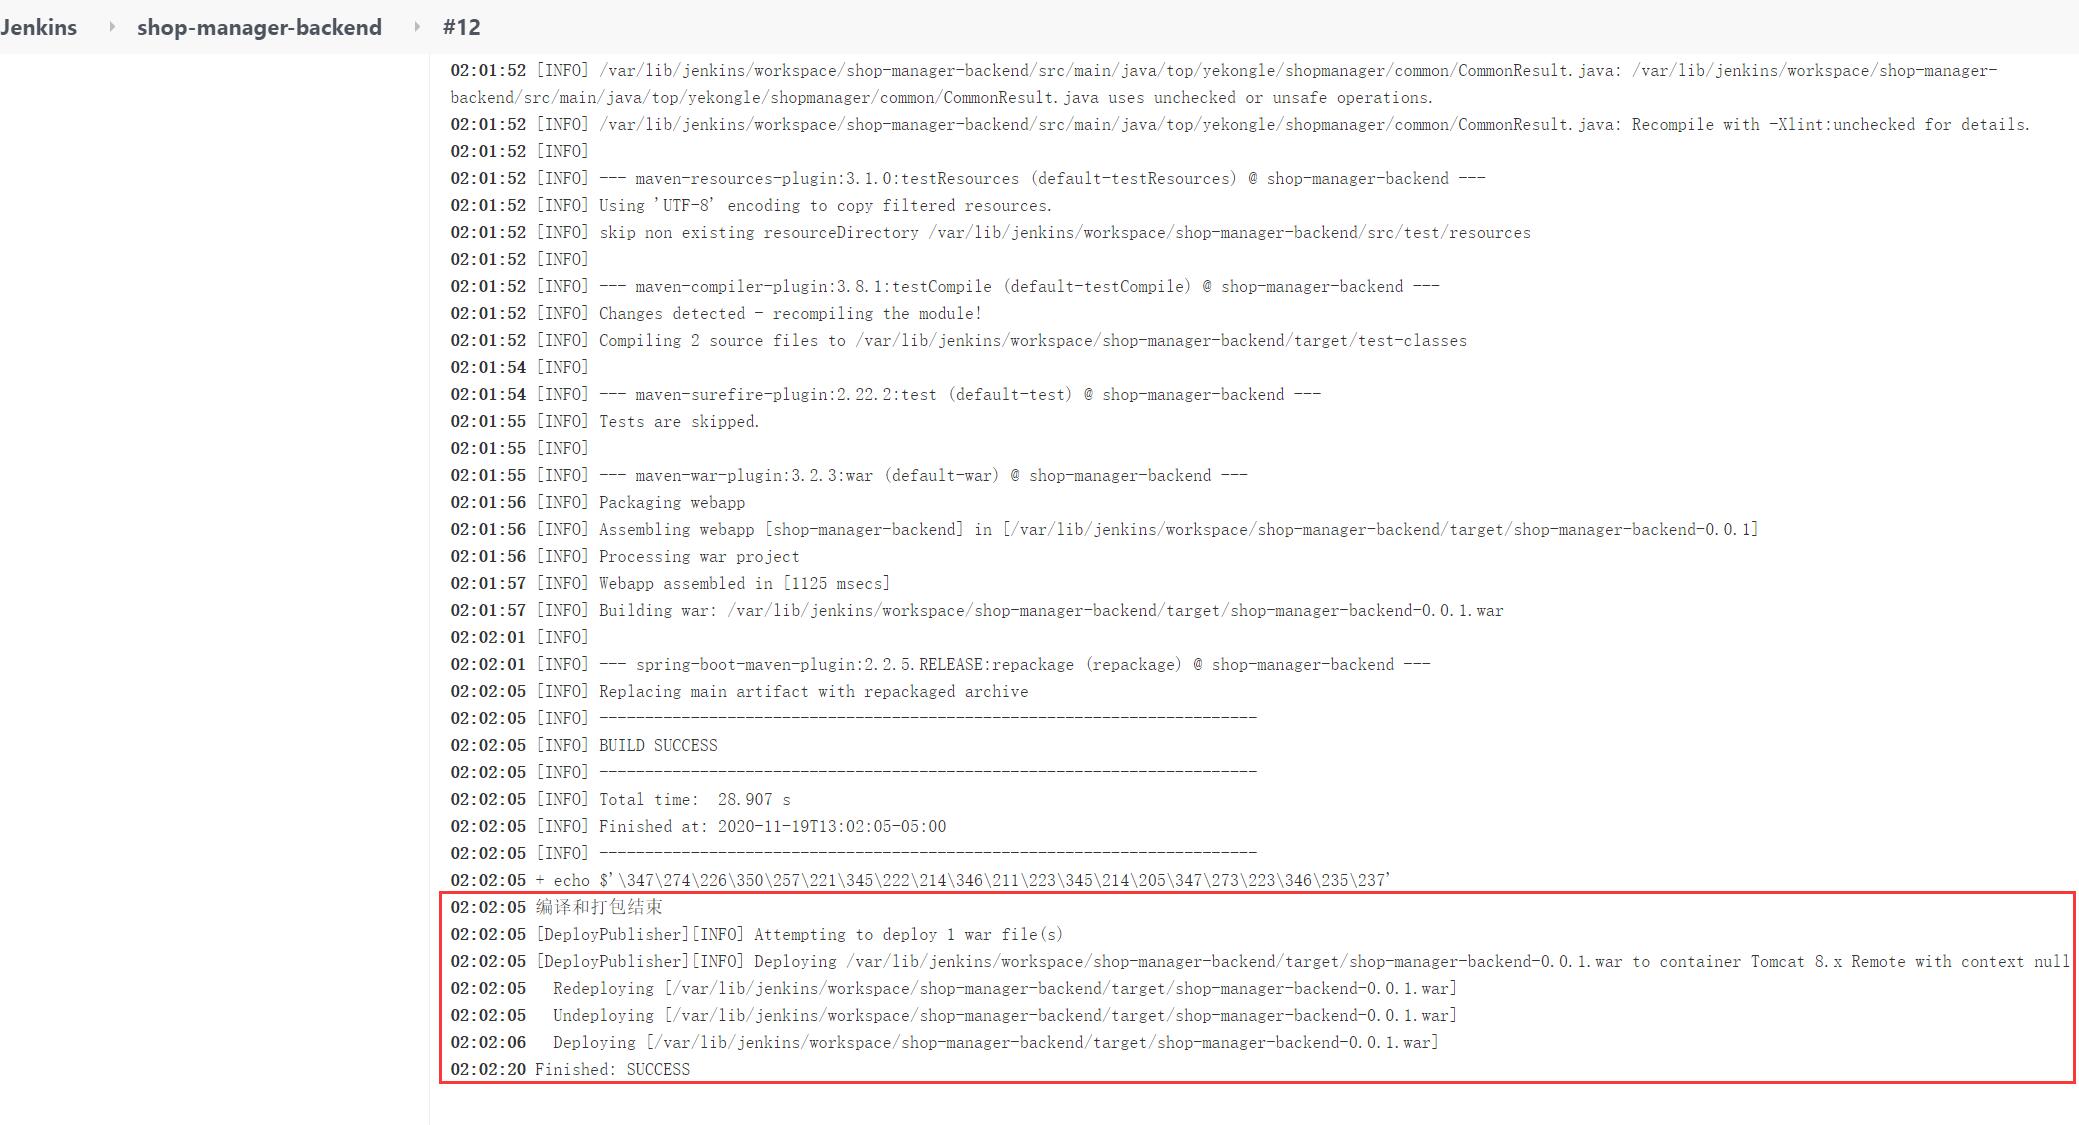 Jenkins shop-manager-backend #12
02:01:52 [INFO] /var/lib/jenkins/workspace/shop-manager-backend/src/main/java/top/yekongle/shopmanager/common/CommonResult.java: /var/lib/jenkins/workspace/shop-manager-
backend/src/main/java/top/yekongle/shopmanager/common/CommonResult.java uses unchecked or unsafe operations.
02:01:52 [INFO] /var/lib/jenkins/workspace/shop-manager-backend/src/main/java/top/yekongle/shopmanager/common/CommonResult.java: Recompile with -Xlint:unchecked for details.
02:01:52 [INFO]
02:01:52 [INFO] --- maven-resources-plugin:3.1.0:testResources (default-testResources) @ shop-manager-backend ---
02:01:52 [INFO] Using 'UTF-8' encoding to copy filtered resources.
02:01:52 [INFO] skip non existing resourceDirectory /var/lib/jenkins/workspace/shop-manager-backend/src/test/resources
02:01:52 [INFO]
02:01:52 [INFO] --- maven-compiler-plugin:3.8.1:testCompile (default-testCompile) @ shop-manager-backend ---
02:01:52 [INFO] Changes detected - recompiling the module!
02:01:52 [INFO] Compiling 2 source files to /var/lib/jenkins/workspace/shop-manager-backend/target/test-classes
02:01:54 [INFO]
02:01:54 [INFO] --- maven-surefire-plugin:2.22.2:test (default-test) @ shop-manager-backend ---
02:01:55 [INFO] Tests are skipped.
02:01:55 [INFO]
02:01:55 [INFO] --- maven-war-plugin:3.2.3:war (default-war) @ shop-manager-backend ---
02:01:56 [INFO] Packaging webapp
02:01:56 [INFO] Assembling webapp [shop-manager-backend] in [/var/lib/jenkins/workspace/shop-manager-backend/target/shop-manager-backend-0.0.1]
02:01:56 [INFO] Processing war project
02:01:57 [INFO] Webapp assembled in [1125 msecs]
02:01:57 [INFO] Building war: /var/lib/jenkins/workspace/shop-manager-backend/target/shop-manager-backend-0.0.1.war
02:02:01 [INFO]
02:02:01 [INFO] --- spring-boot-maven-plugin:2.2.5.RELEASE:repackage (repackage) @ shop-manager-backend ---
02:02:05 [INFO] Replacing main artifact with repackaged archive
02:02:05 [INFO] ------------------------------------------------------------------------
02:02:05 [INFO] BUILD SUCCESS
02:02:05 [INFO] ------------------------------------------------------------------------
02:02:05 [INFO] Total time:  28.907 s
02:02:05 [INFO] Finished at: 2020-11-19T13:02:05-05:00
02:02:05 [INFO] ------------------------------------------------------------------------
02:02:05 + echo $'\347\274\226\350\257\221\345\222\214\346\211\223\345\214\205\347\273\223\346\235\237'
02:02:05 编译和打包结束
02:02:05 [DeployPublisher][INFO] Attempting to deploy 1 war file(s)
02:02:05 [DeployPublisher][INFO] Deploying /var/lib/jenkins/workspace/shop-manager-backend/target/shop-manager-backend-0.0.1.war to container Tomcat 8.x Remote with context null
02:02:05   Redeploying [/var/lib/jenkins/workspace/shop-manager-backend/target/shop-manager-backend-0.0.1.war]
02:02:05   Undeploying [/var/lib/jenkins/workspace/shop-manager-backend/target/shop-manager-backend-0.0.1.war]
02:02:06   Deploying [/var/lib/jenkins/workspace/shop-manager-backend/target/shop-manager-backend-0.0.1.war]
02:02:20 Finished: SUCCESS